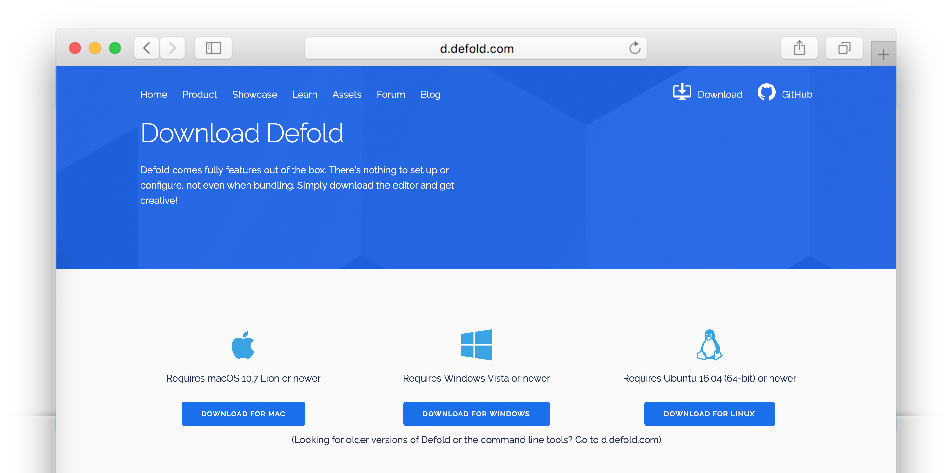 d.defold.com
Home Product Showcase Learn Assets Forum Blog Download GitHub
Download Defold
Defold comes fully features out of the box. There's nothing to set up or
configure, not even when bundling. Simply download the editor and get
creative!
Requires macOS 10.7 Lion or newer Requires Windows Vista or newer Requires Ubuntu 16.04 (64-bit) or newer
DOWNLOAD FOR MAC DOWNLOAD FOR WINDOWS DOWNLOAD FOR LINUX
(Looking for older versions of Defold or the command line tools? Go to d.defold.com)